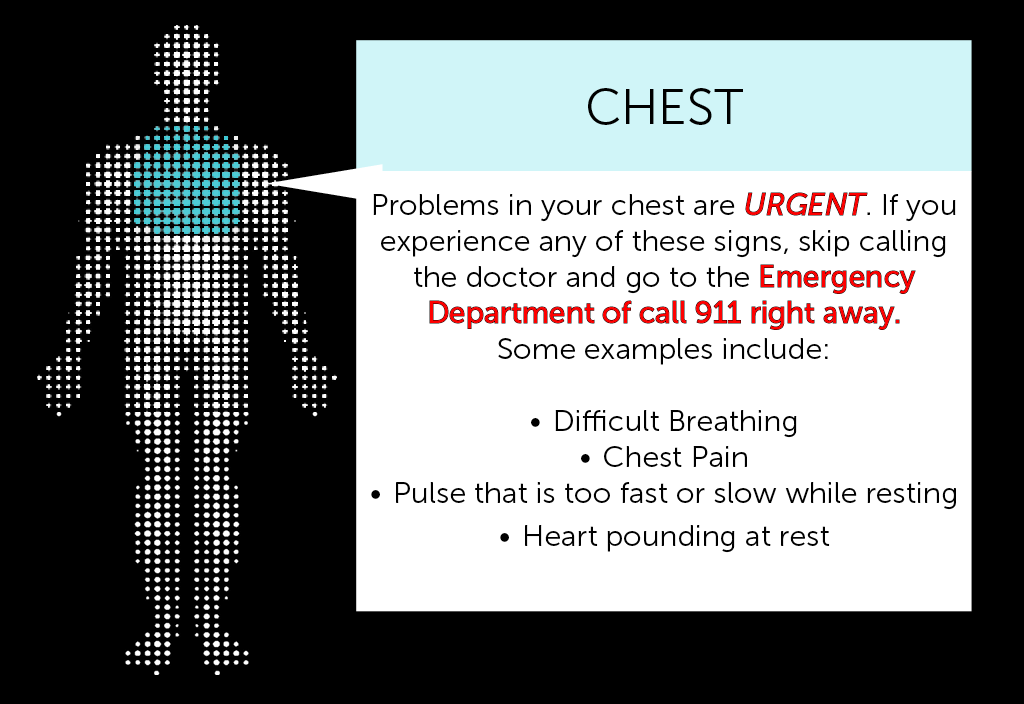 CHEST
Problems in your chest are URGENT. If you
experience any of these signs, skip calling
the doctor and go to the Emergency
Department of call 911 right away.
Some examples include:
• Difficult Breathing
• Chest Pain
• Pulse that is too fast or slow while resting
• Heart pounding at rest